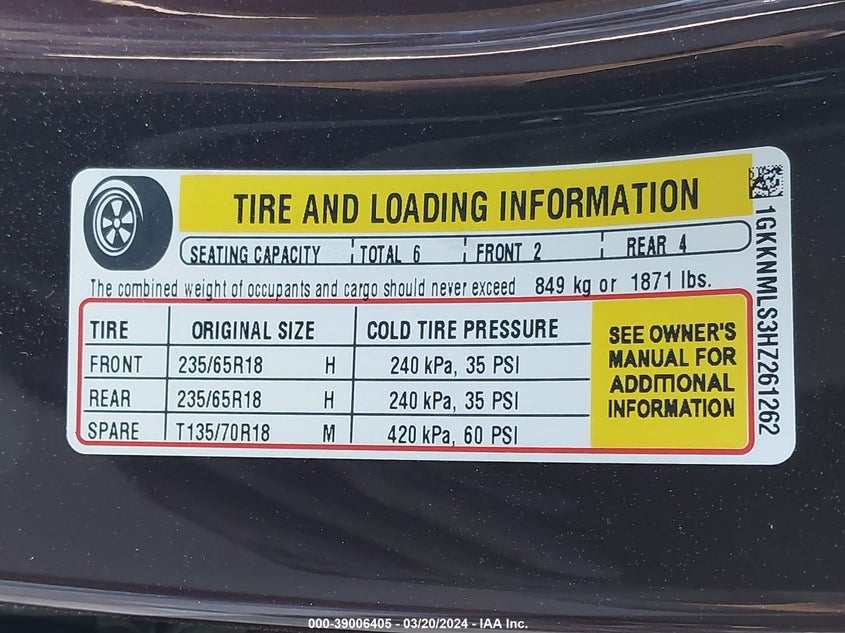 TIRE AND LOADING INFORMATION
SEATING CAPACITY TOTAL 6 FRONT 2 REAR 4
The combined weight of occupants and cargo should never exceed 849 kg or 1871 lbs.
TIRE ORIGINAL SIZE COLD TIRE PRESSURE
FRONT 235/65R18 H 240 kPa, 35 PSI
REAR 235/65R18 H 240 kPa, 35 PSI
SPARE T135/70R18 M 420 kPa, 60 PSI
SEE OWNER'S
MANUAL FOR
ADDITIONAL
INFORMATION
1GKKNMLS3HZ261262
000-39006405 - 03/20/2024 - IAA Inc.